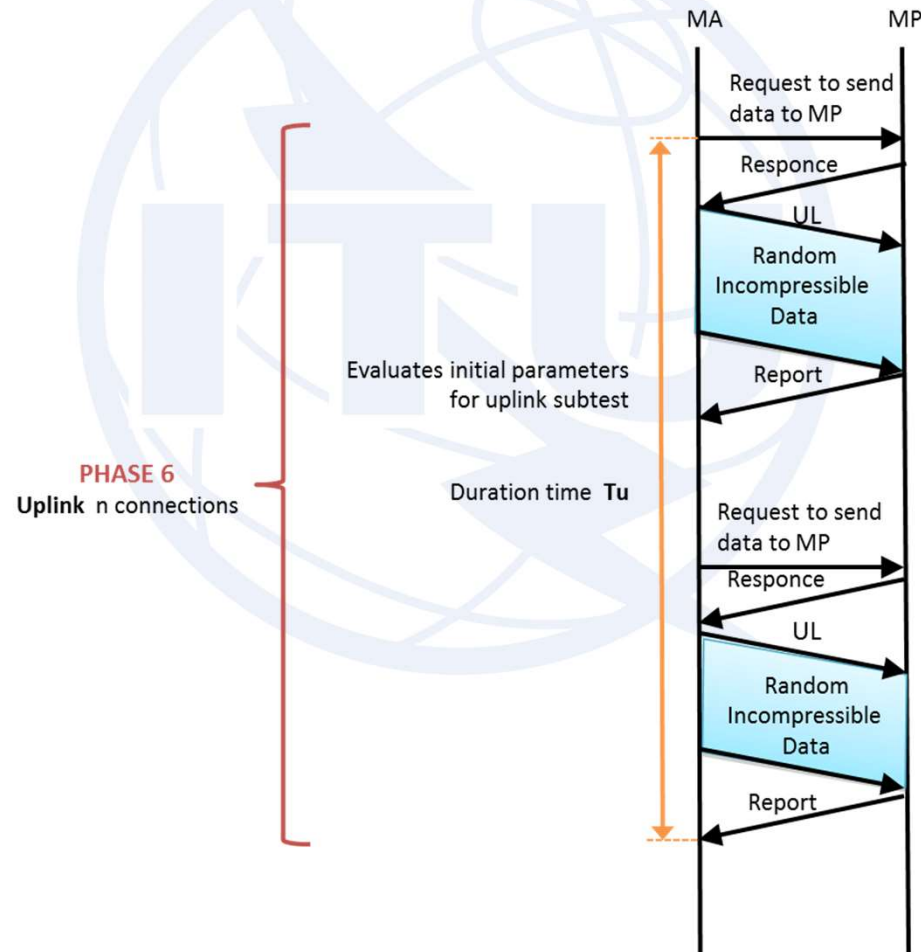 MA
MP
Request to send
data to MP
Responce
UL
Random
Incompressible
Data
Report
Evaluates initial parameters
for uplink subtest
PHASE 6
Uplink n connections
Duration time Tu
Request to send
data to MP
Responce
UL
Random
Incompressible
Data
Report
ITU